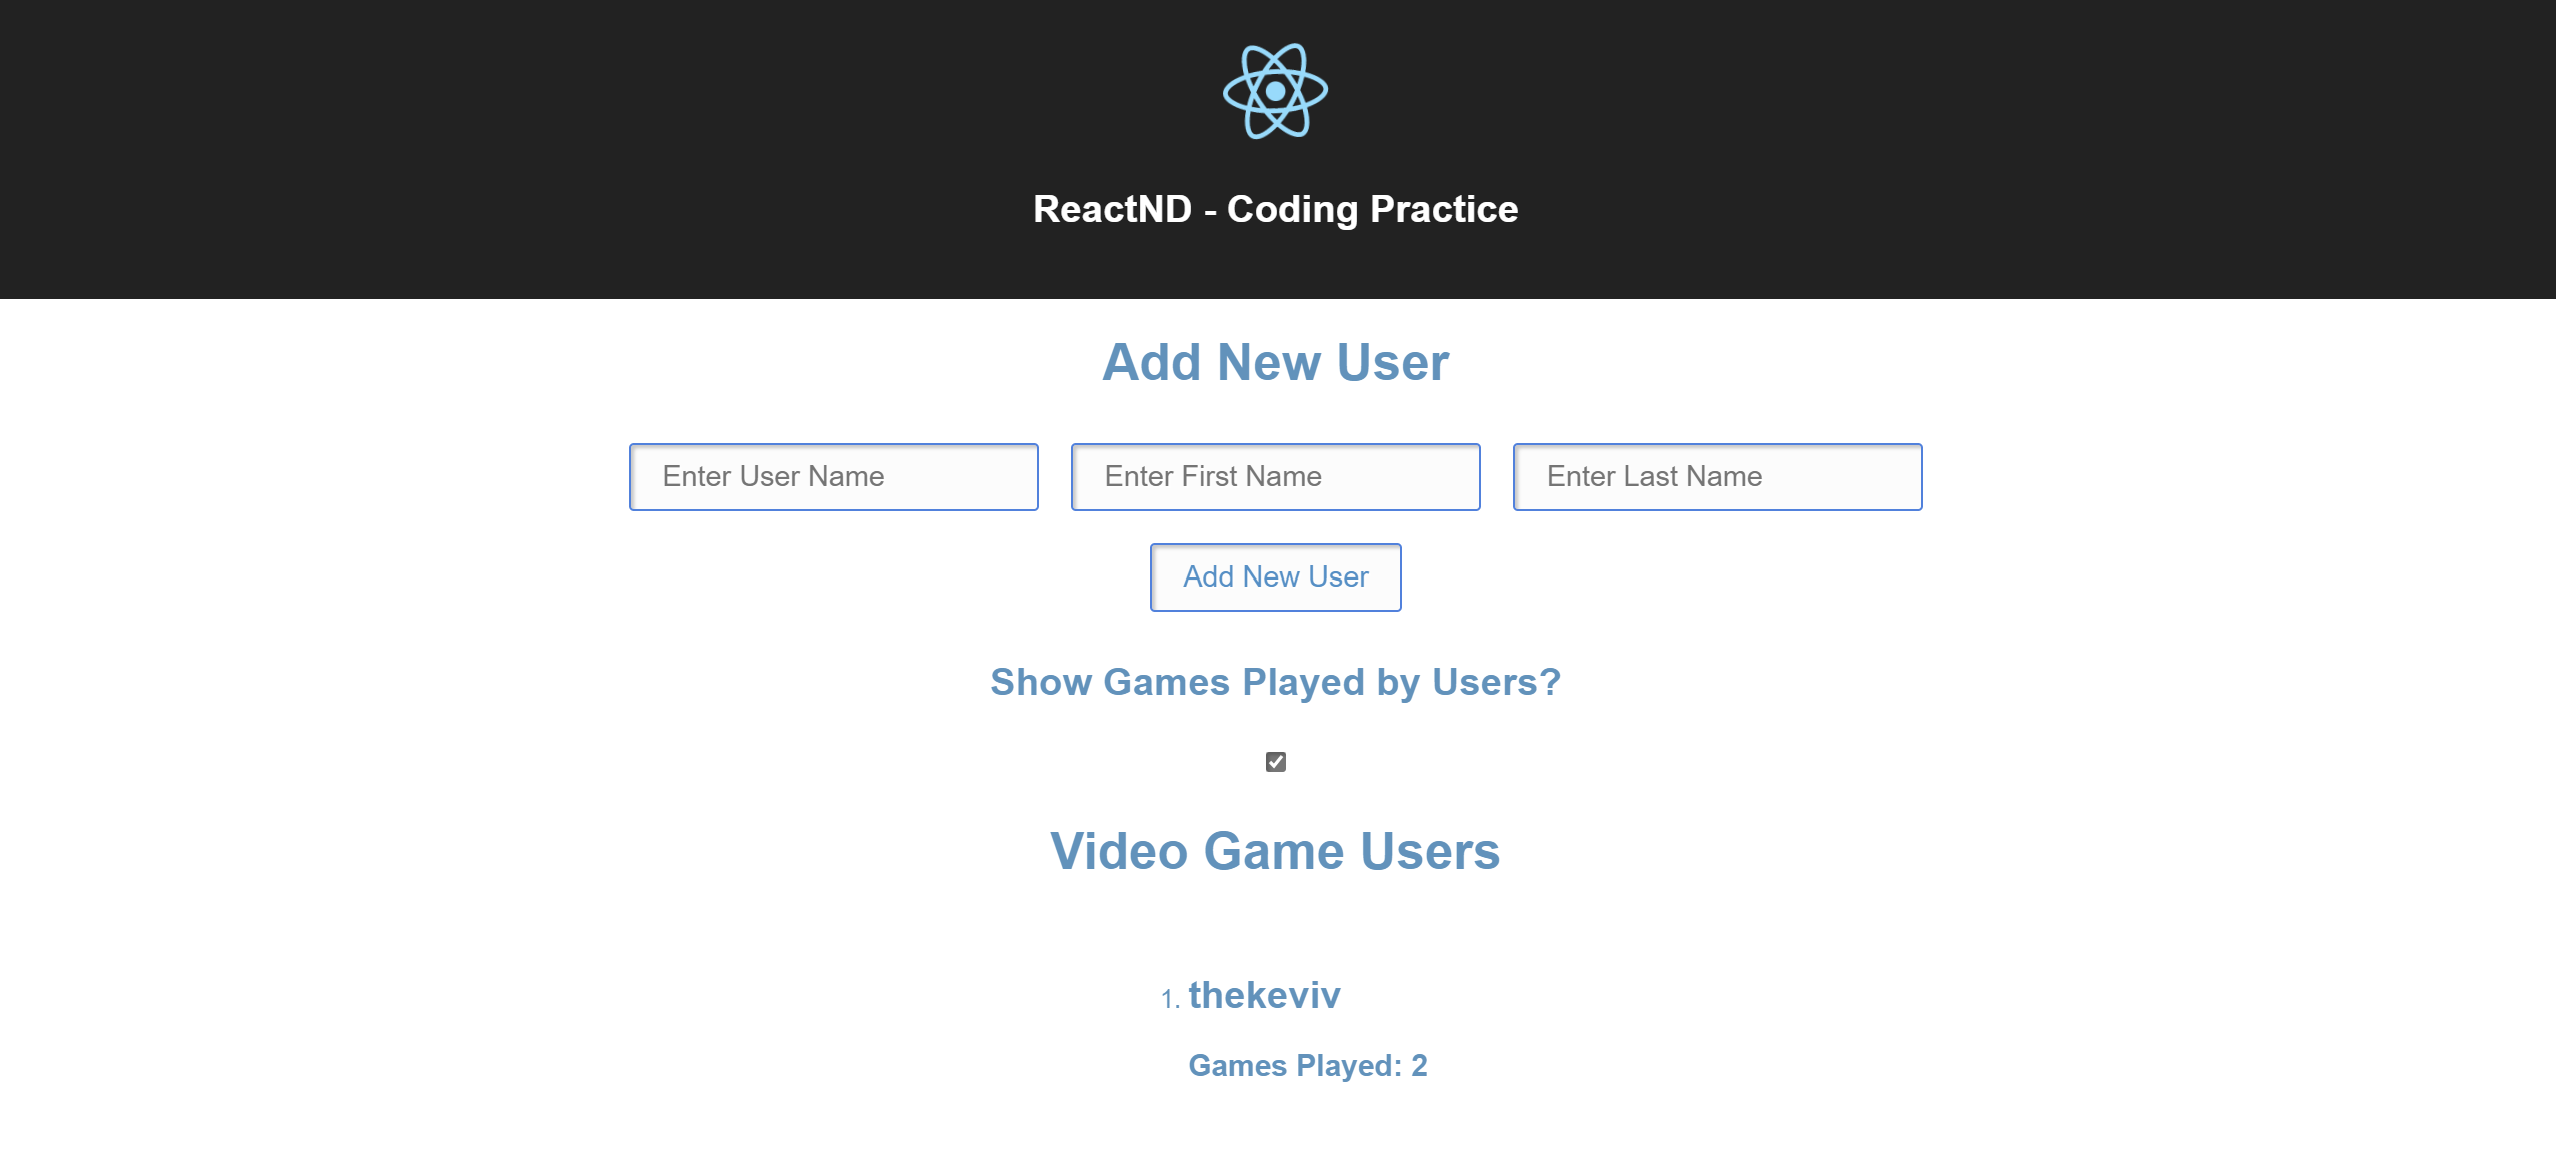 ReactND - Coding Practice
Add New User
Enter User Name
Enter First Name
Enter Last Name
Add New User
Show Games Played by Users?
Video Game Users
1. thekeviv
Games Played: 2